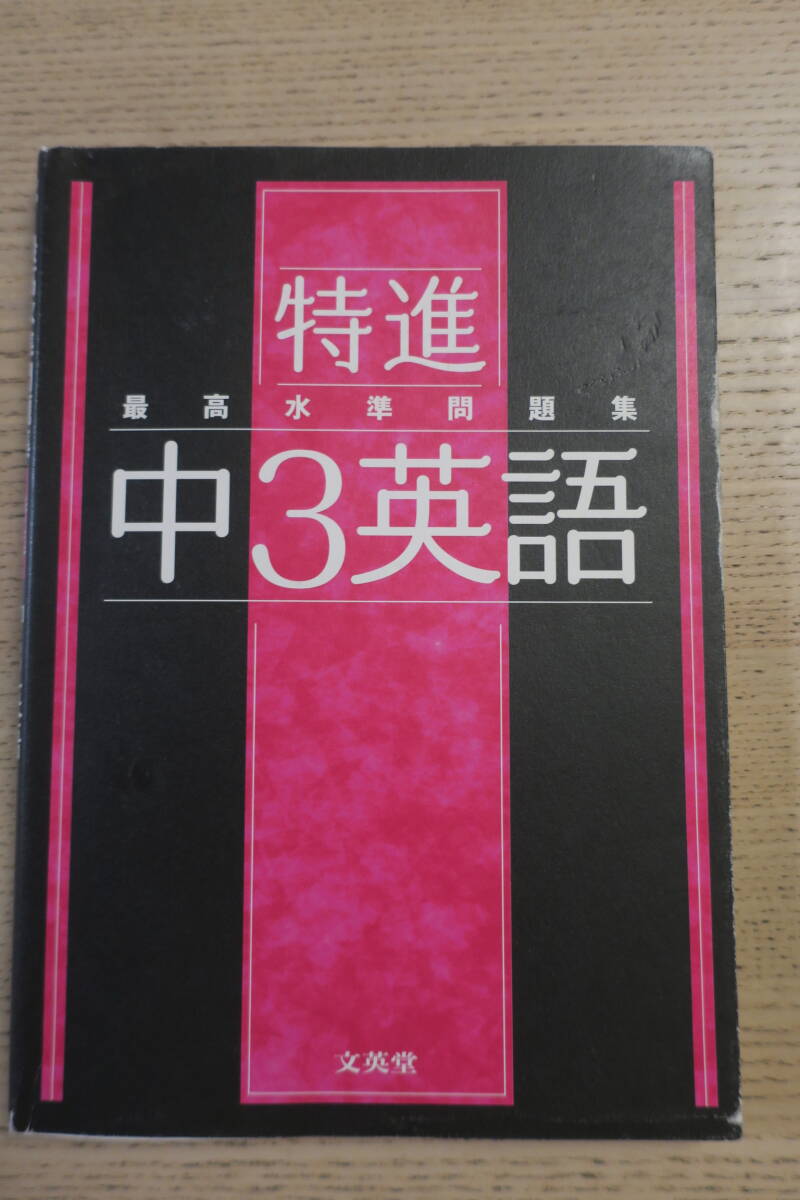 特進
最高水準問題集
中3英語
文英堂